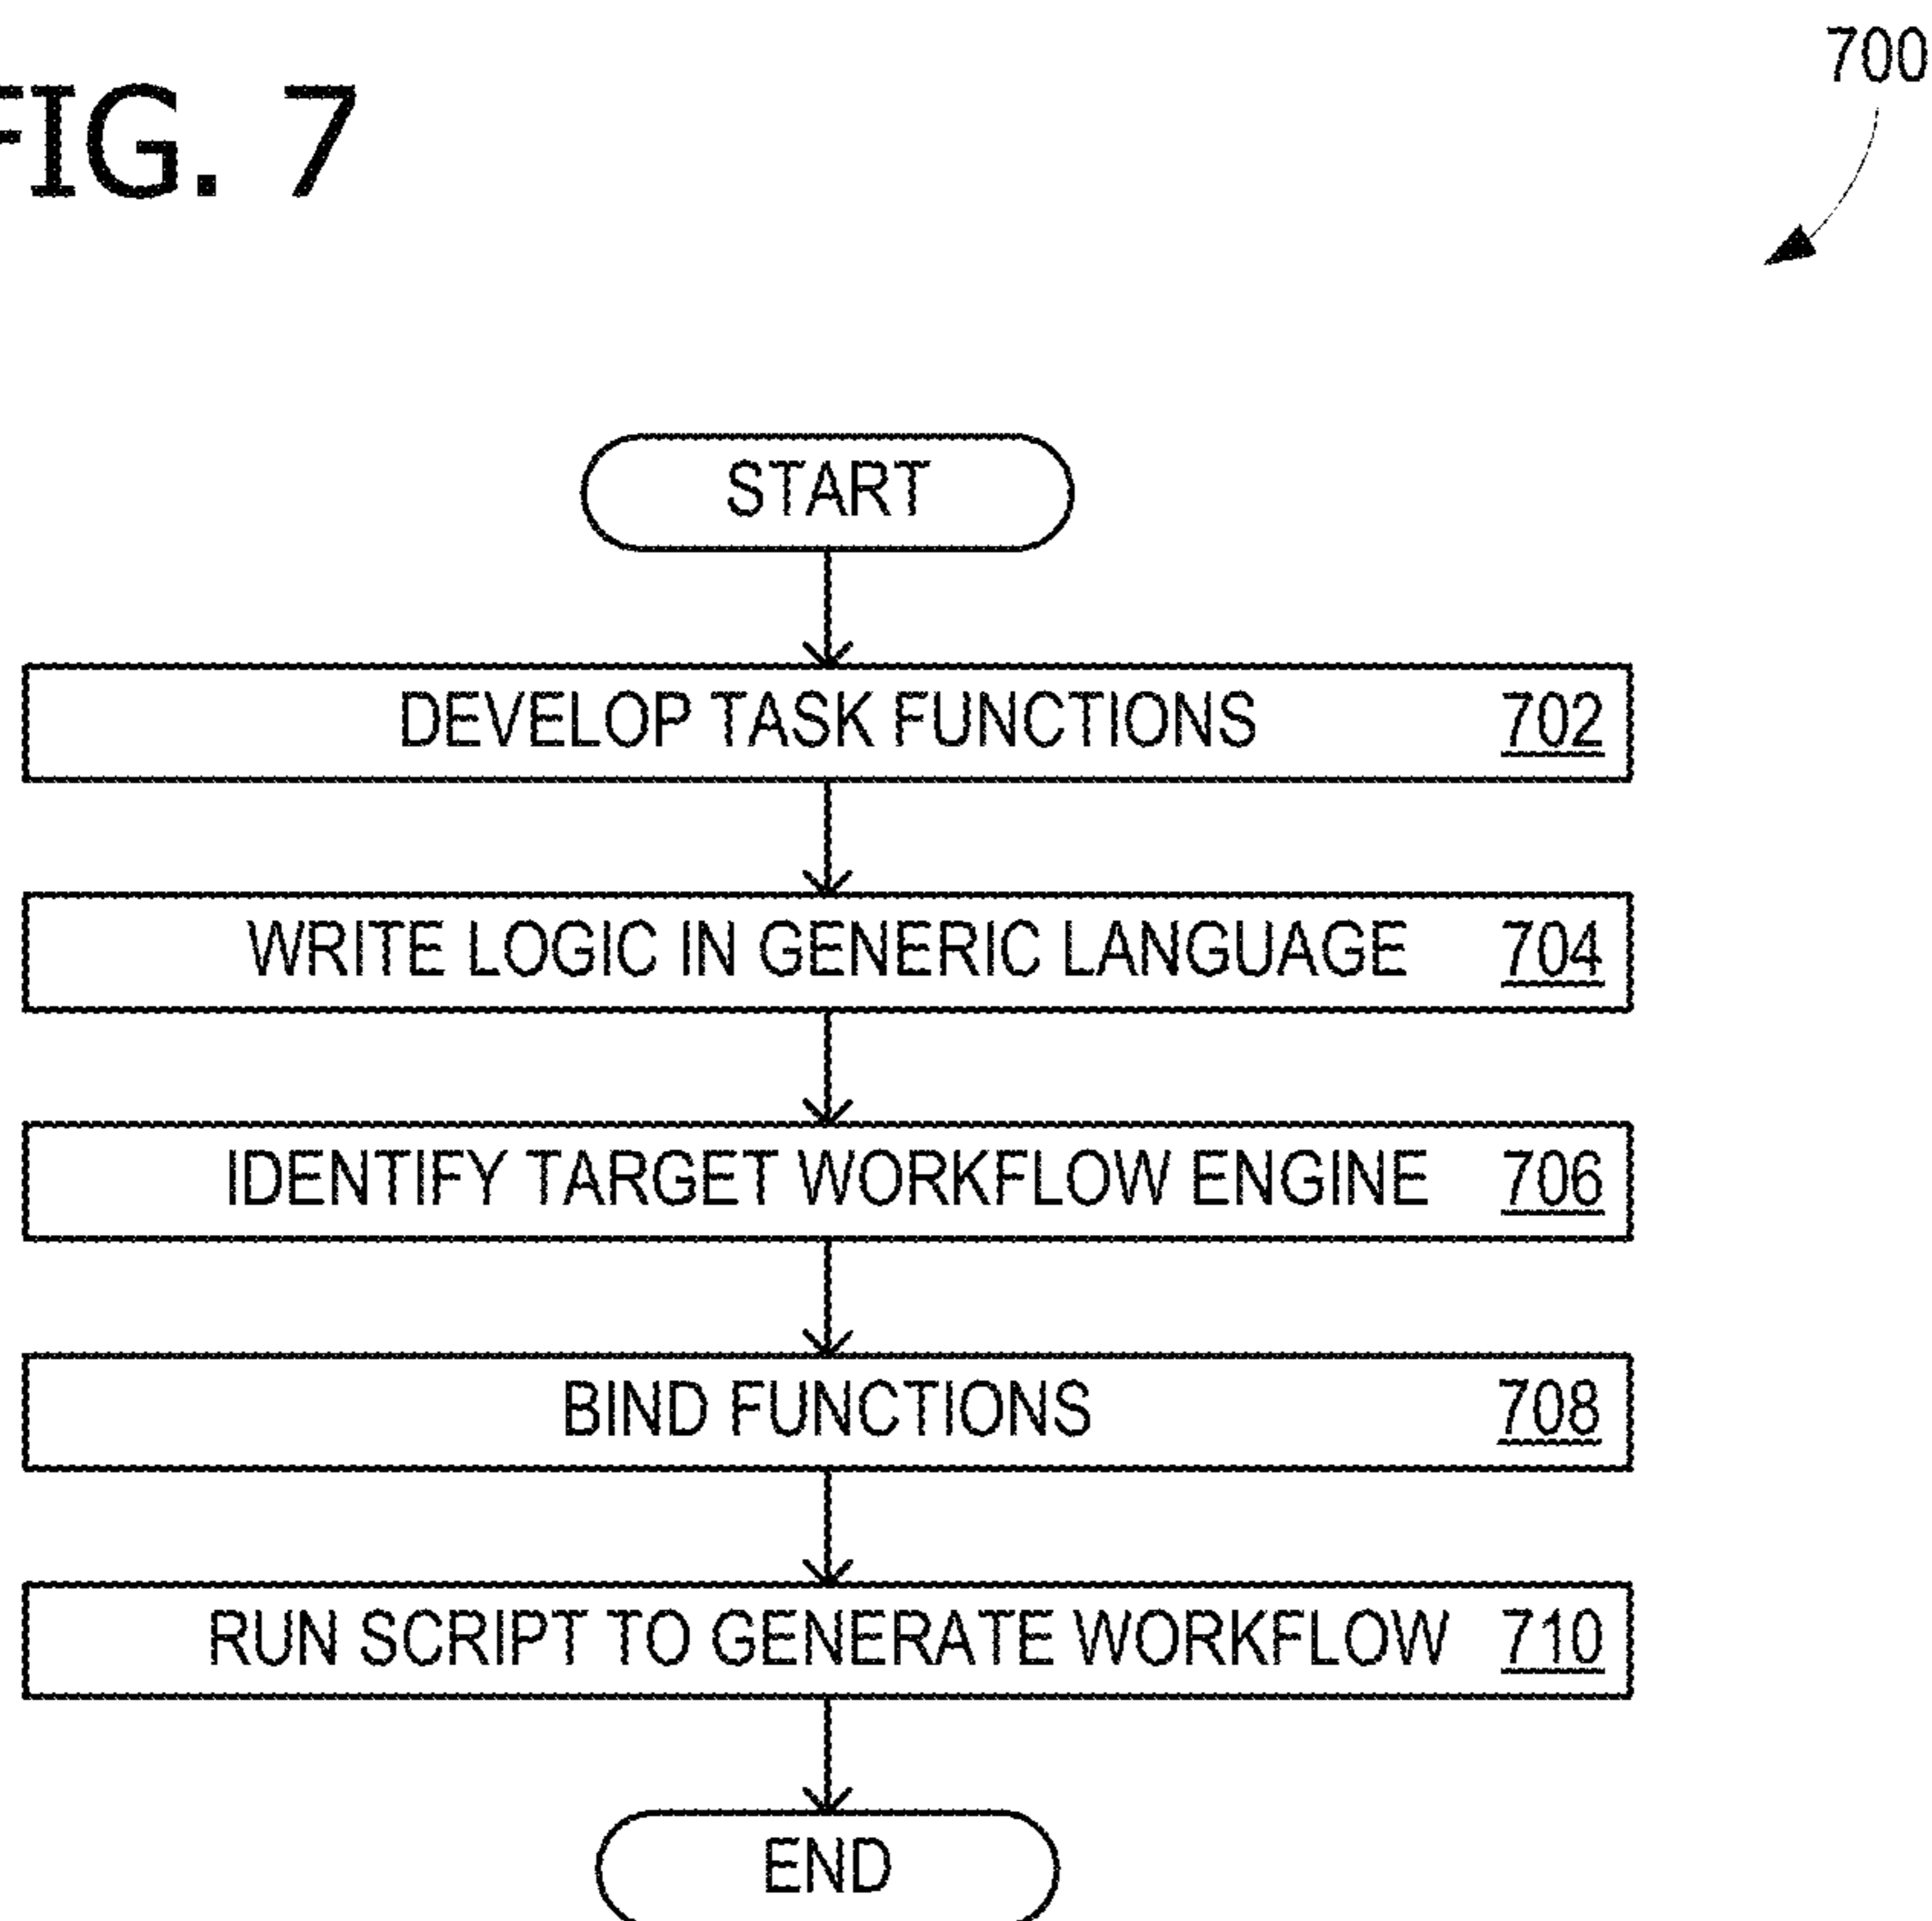 700
FIG. 7
START
DEVELOP TASK FUNCTIONS 702
WRITE LOGIC IN GENERIC LANGUAGE 704
IDENTIFY TARGET WORKFLOW ENGINE 706
BIND FUNCTIONS 708
RUN SCRIPT TO GENERATE WORKFLOW 710
END